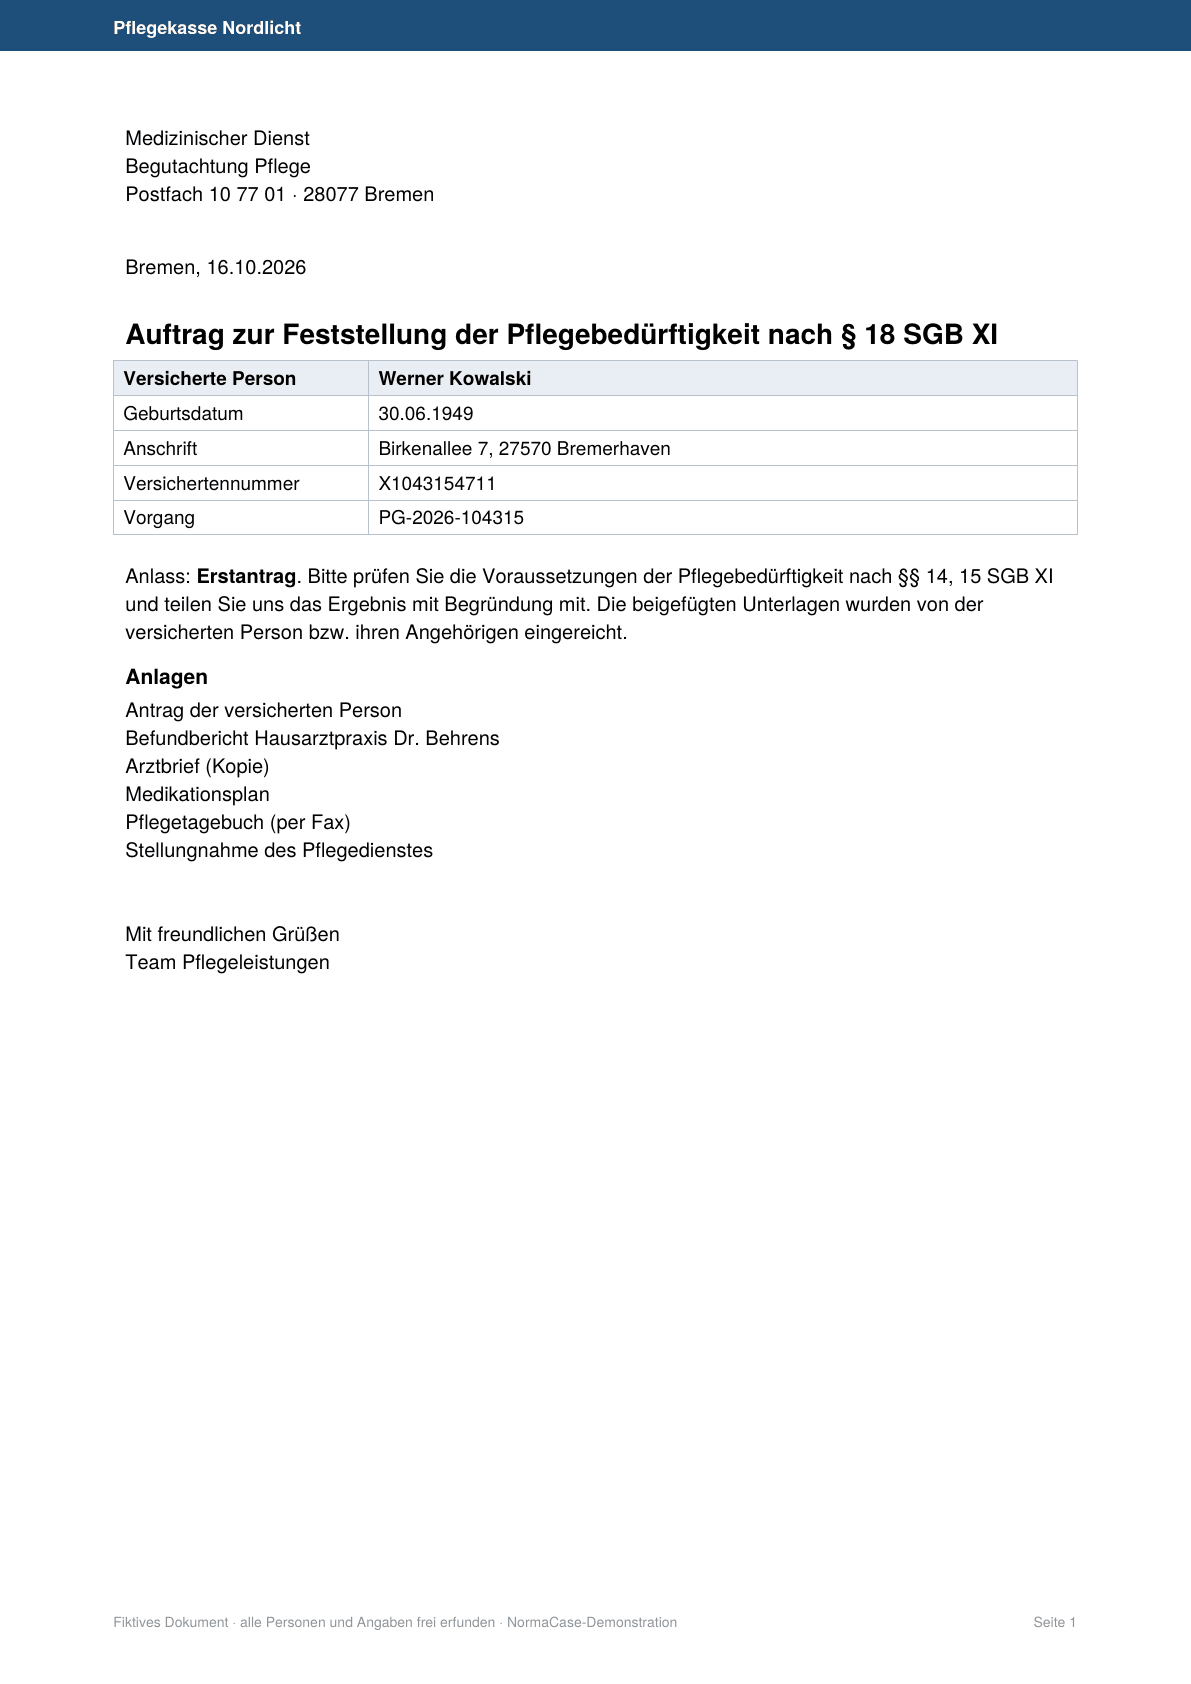 Pflegekasse Nordlicht
Medizinischer Dienst
Begutachtung Pflege
Postfach 10 77 01 · 28077 Bremen
Bremen, 16.10.2026
Auftrag zur Feststellung der Pflegebedürftigkeit nach § 18 SGB XI
Versicherte Person Werner Kowalski
Geburtsdatum 30.06.1949
Anschrift Birkenallee 7, 27570 Bremerhaven
Versichertennummer X1043154711
Vorgang PG-2026-104315
Anlass: Erstantrag. Bitte prüfen Sie die Voraussetzungen der Pflegebedürftigkeit nach §§ 14, 15 SGB XI
und teilen Sie uns das Ergebnis mit Begründung mit. Die beigefügten Unterlagen wurden von der
versicherten Person bzw. ihren Angehörigen eingereicht.
Anlagen
Antrag der versicherten Person
Befundbericht Hausarztpraxis Dr. Behrens
Arztbrief (Kopie)
Medikationsplan
Pflegetagebuch (per Fax)
Stellungnahme des Pflegedienstes
Mit freundlichen Grüßen
Team Pflegeleistungen
Fiktives Dokument · alle Personen und Angaben frei erfunden · NormaCase-Demonstration Seite 1